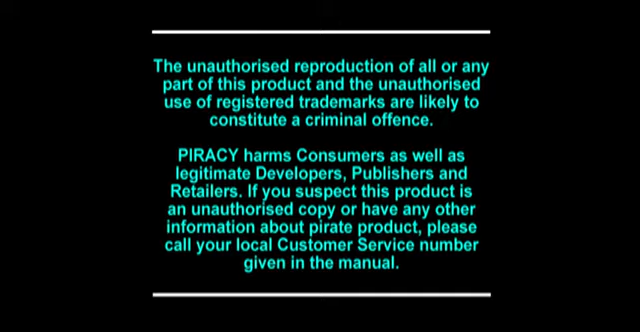 The unauthorised reproduction of all or any
part of this product and the unauthorised
use of registered trademarks are likely to
constitute a criminal offence.
PIRACY harms Consumers as well as
legitimate Developers, Publishers and
Retailers. If you suspect this product is
an unauthorised copy or have any other
information about pirate product, please
call your local Customer Service number
given in the manual.